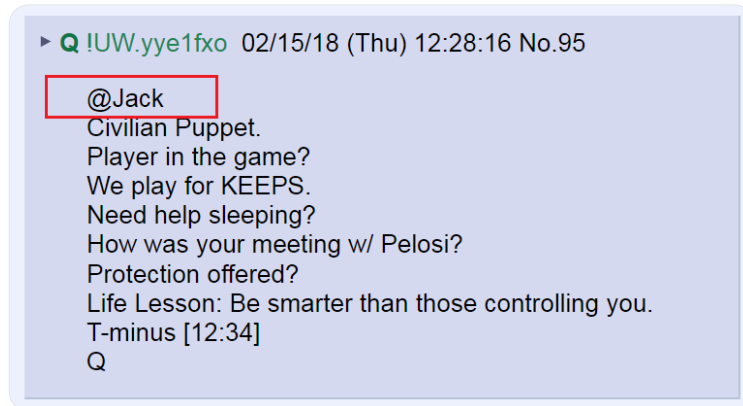 ▶ Q !UW.yye1fxo 02/15/18 (Thu) 12:28:16 No.95
@Jack
Civilian Puppet.
Player in the game?
We play for KEEPS.
Need help sleeping?
How was your meeting w/ Pelosi?
Protection offered?
Life Lesson: Be smarter than those controlling you.
T-minus [12:34]
Q